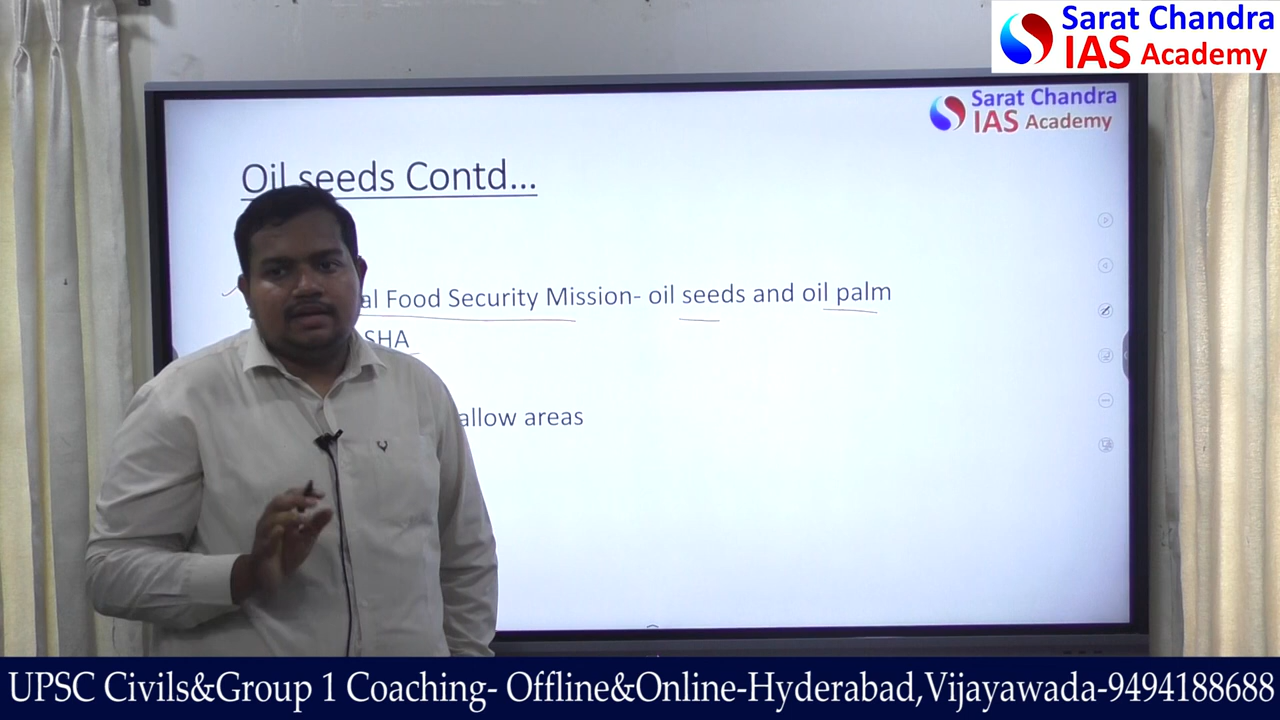 Sarat Chandra
IAS Academy
Sarat Chandra
IAS Academy
Oil seeds Contd...
al Food Security Mission- oil seeds and oil palm
SHA
allow areas
UPSC Civils&Group 1 Coaching- Offline&Online-Hyderabad,Vijayawada-9494188688